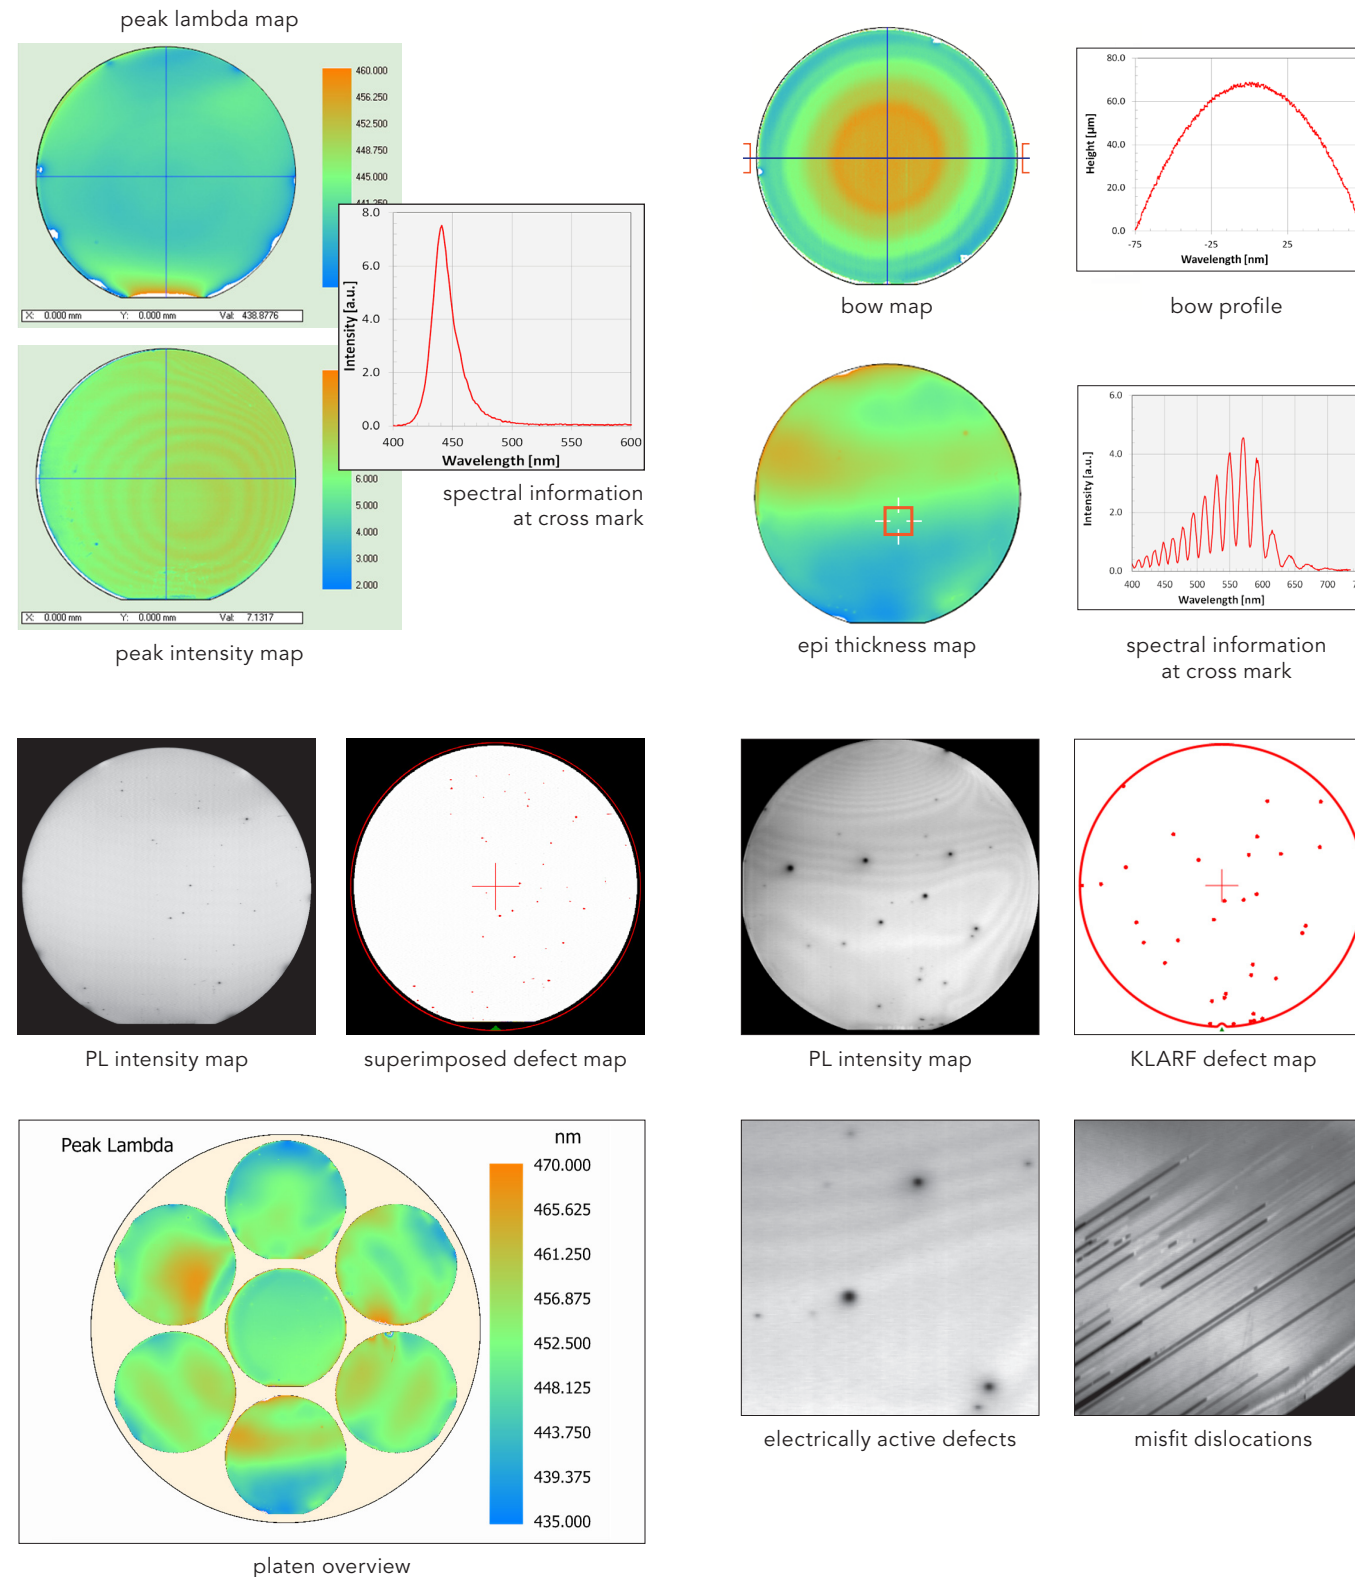 peak lambda map
460.000
456.250
452.500
448.750
445.000
X: 0.000 mm Y: 0.000 mm Val: 438.8776
8.0
6.0
4.0
2.0
0.0
400 450 500 550 600
Intensity [a.u.]
Wavelength [nm]
spectral information
at cross mark
6.000
5.000
4.000
3.000
2.000
X: 0.000 mm Y: 0.000 mm Val: 7.1317
peak intensity map
bow map
80.0
60.0
40.0
20.0
0.0
-75 -25 25
Height [µm]
Wavelength [nm]
bow profile
epi thickness map
6.0
4.0
2.0
0.0
400 450 500 550 600 650 700
Intensity [a.u.]
Wavelength [nm]
spectral information
at cross mark
PL intensity map
superimposed defect map
PL intensity map
KLARF defect map
Peak Lambda
nm
470.000
465.625
461.250
456.875
452.500
448.125
443.750
439.375
435.000
platen overview
electrically active defects
misfit dislocations